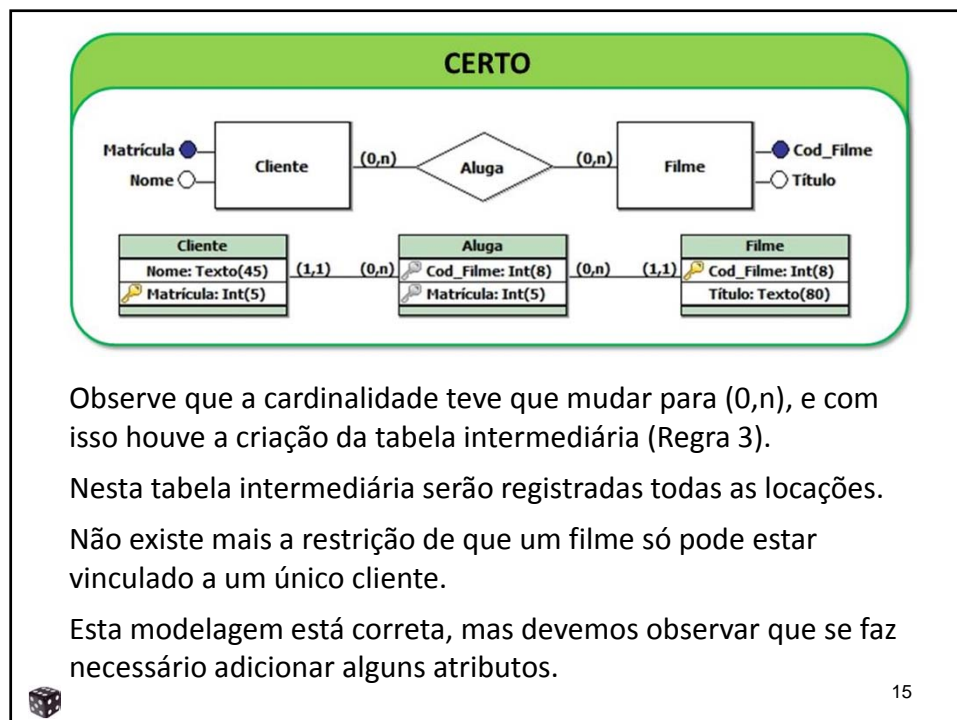 CERTO
Matrícula
Nome
Cliente
(0,n)
Aluga
(0,n)
Filme
Cod_Filme
Título
Cliente
Nome: Texto(45)
Matrícula: Int(5)
(1,1)
(0,n)
Aluga
Cod_Filme: Int(8)
Matrícula: Int(5)
(0,n)
(1,1)
Filme
Cod_Filme: Int(8)
Título: Texto(80)
Observe que a cardinalidade teve que mudar para (0,n), e com
isso houve a criação da tabela intermediária (Regra 3).
Nesta tabela intermediária serão registradas todas as locações.
Não existe mais a restrição de que um filme só pode estar
vinculado a um único cliente.
Esta modelagem está correta, mas devemos observar que se faz
necessário adicionar alguns atributos.
15